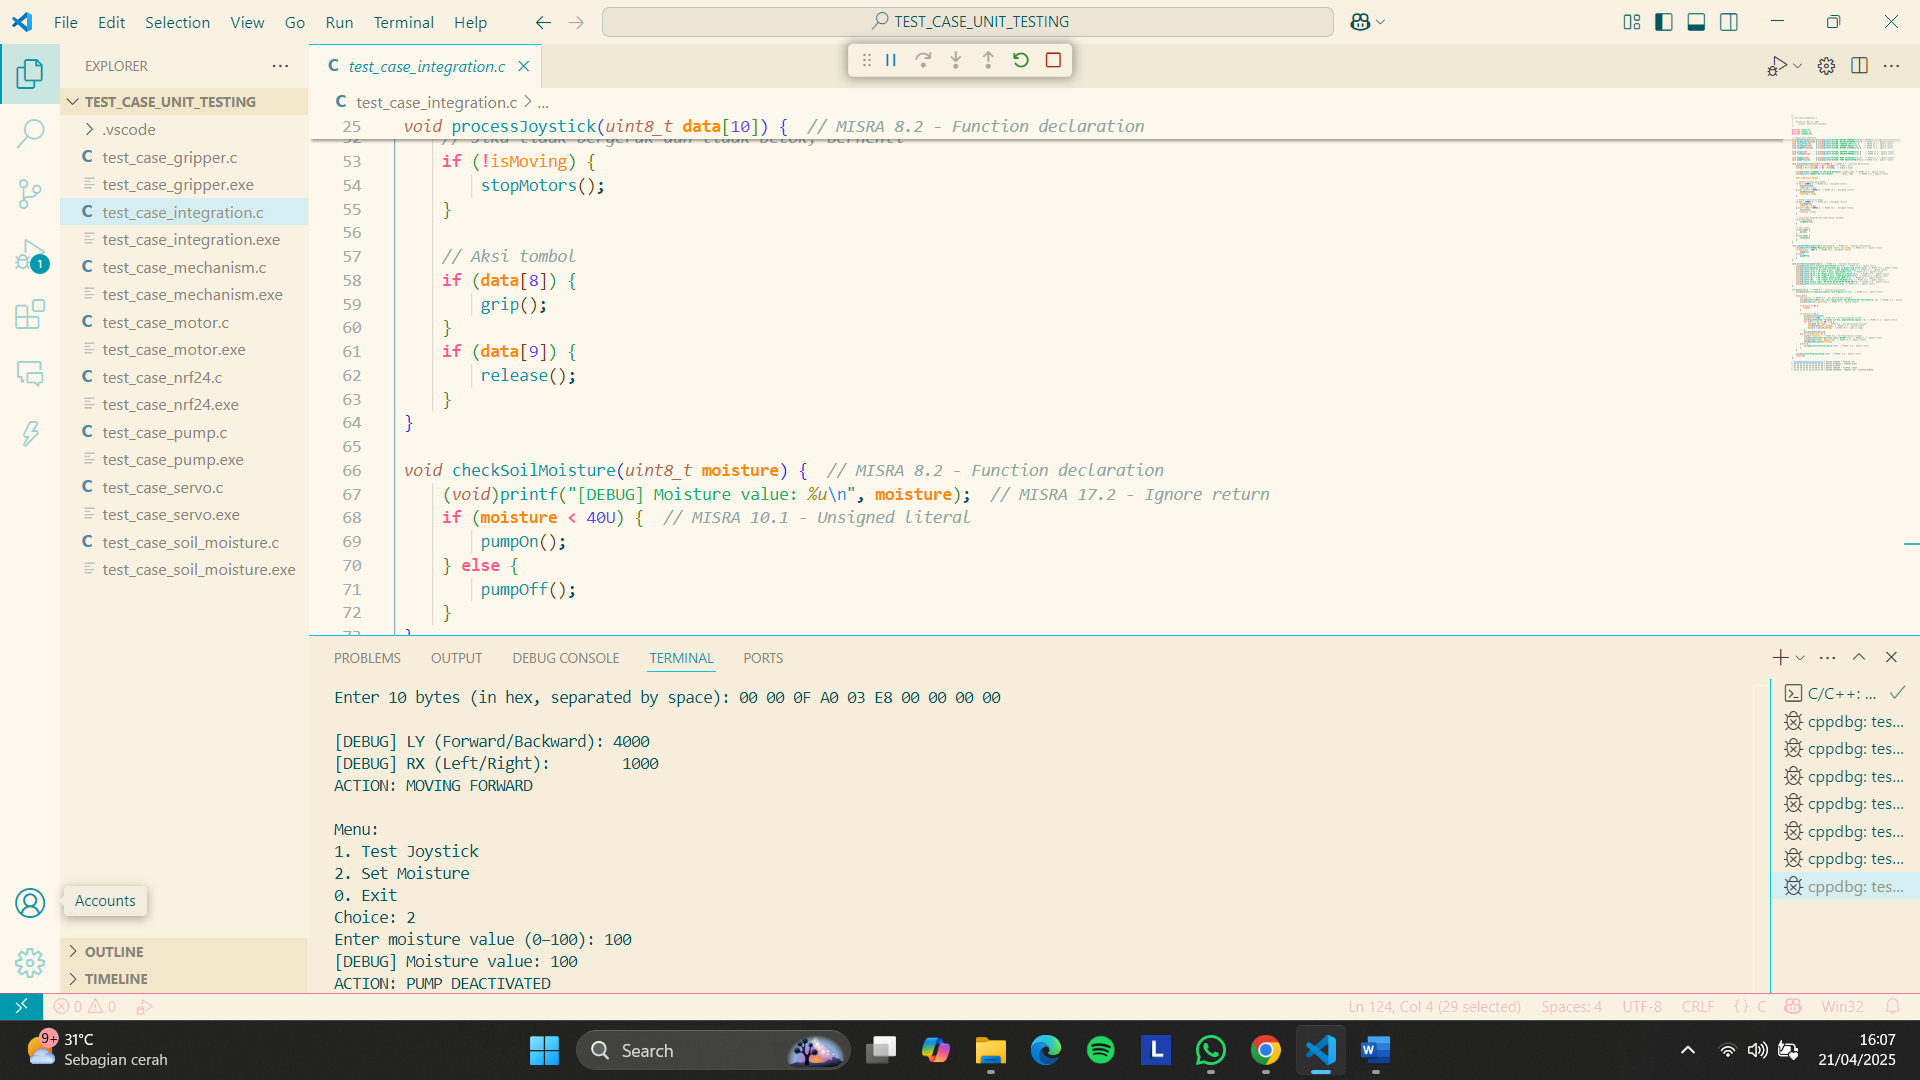 File Edit Selection View Go Run Terminal Help
TEST_CASE_UNIT_TESTING
EXPLORER
TEST_CASE_UNIT_TESTING
.vscode
C test_case_gripper.c
test_case_gripper.exe
C test_case_integration.c
test_case_integration.exe
C test_case_mechanism.c
test_case_mechanism.exe
C test_case_motor.c
test_case_motor.exe
C test_case_nrf24.c
test_case_nrf24.exe
C test_case_pump.c
test_case_pump.exe
C test_case_servo.c
test_case_servo.exe
C test_case_soil_moisture.c
test_case_soil_moisture.exe
1
Accounts
OUTLINE
TIMELINE
C test_case_integration.c
C test_case_integration.c > ...
25 void processJoystick(uint8_t data[10]) { // MISRA 8.2 - Function declaration
53 if (!isMoving) {
54 stopMotors();
55 }
56
57 // Aksi tombol
58 if (data[8]) {
59 grip();
60 }
61 if (data[9]) {
62 release();
63 }
64 }
65
66 void checkSoilMoisture(uint8_t moisture) { // MISRA 8.2 - Function declaration
67 (void)printf("[DEBUG] Moisture value: %u\n", moisture); // MISRA 17.2 - Ignore return
68 if (moisture < 40U) { // MISRA 10.1 - Unsigned literal
69 pumpOn();
70 } else {
71 pumpOff();
72 }
PROBLEMS OUTPUT DEBUG CONSOLE TERMINAL PORTS
Enter 10 bytes (in hex, separated by space): 00 00 0F A0 03 E8 00 00 00 00
[DEBUG] LY (Forward/Backward): 4000
[DEBUG] RX (Left/Right): 1000
ACTION: MOVING FORWARD
Menu:
1. Test Joystick
2. Set Moisture
0. Exit
Choice: 2
Enter moisture value (0–100): 100
[DEBUG] Moisture value: 100
ACTION: PUMP DEACTIVATED
C/C++: ...
cppdbg: tes...
cppdbg: tes...
cppdbg: tes...
cppdbg: tes...
cppdbg: tes...
cppdbg: tes...
cppdbg: tes...
0 0
Ln 124, Col 4 (29 selected) Spaces: 4 UTF-8 CRLF {} C Win32
9+
31°C
Sebagian cerah
Search
L
W
16:07
21/04/2025